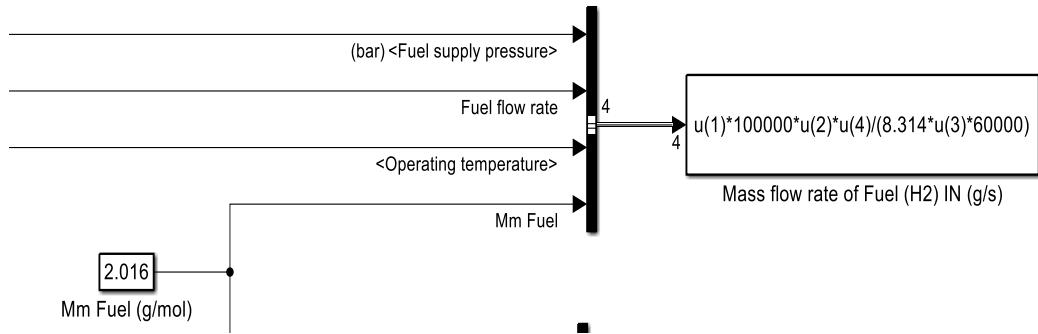 (bar) <Fuel supply pressure>
Fuel flow rate
4
u(1)*100000*u(2)*u(4)/(8.314*u(3)*60000)
4
<Operating temperature>
Mass flow rate of Fuel (H2) IN (g/s)
Mm Fuel
2.016
Mm Fuel (g/mol)